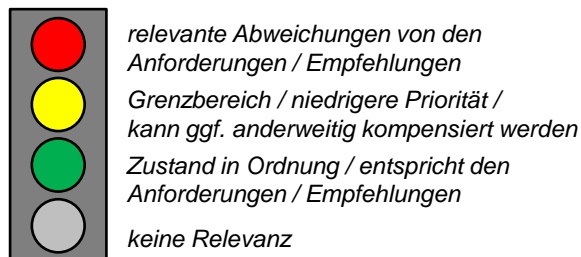 relevante Abweichungen von den
Anforderungen / Empfehlungen
Grenzbereich / niedrigere Priorität /
kann ggf. anderweitig kompensiert werden
Zustand in Ordnung / entspricht den
Anforderungen / Empfehlungen
keine Relevanz